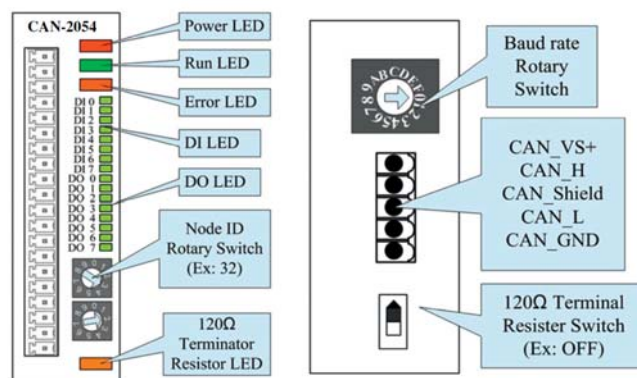 CAN-2054
Power LED
Run LED
Error LED
DI 0
DI 1
DI 2
DI 3
DI 4
DI 5
DI 6
DI 7
DI LED
DO 0
DO 1
DO 2
DO 3
DO 4
DO 5
DO 6
DO 7
DO LED
Node ID
Rotary Switch
(Ex: 32)
120Ω
Terminator
Resistor LED
Baud rate
Rotary
Switch
0123456789ABCDEF
CAN_VS+
CAN_H
CAN_Shield
CAN_L
CAN_GND
120Ω Terminal
Resister Switch
(Ex: OFF)